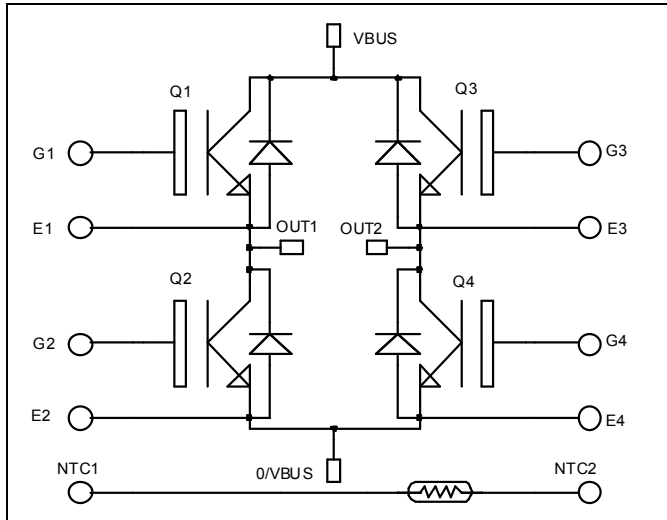 VBUS
Q1
Q3
G1
G3
E1
OUT1
OUT2
E3
Q2
Q4
G2
G4
E2
E4
NTC1
0/VBUS
NTC2